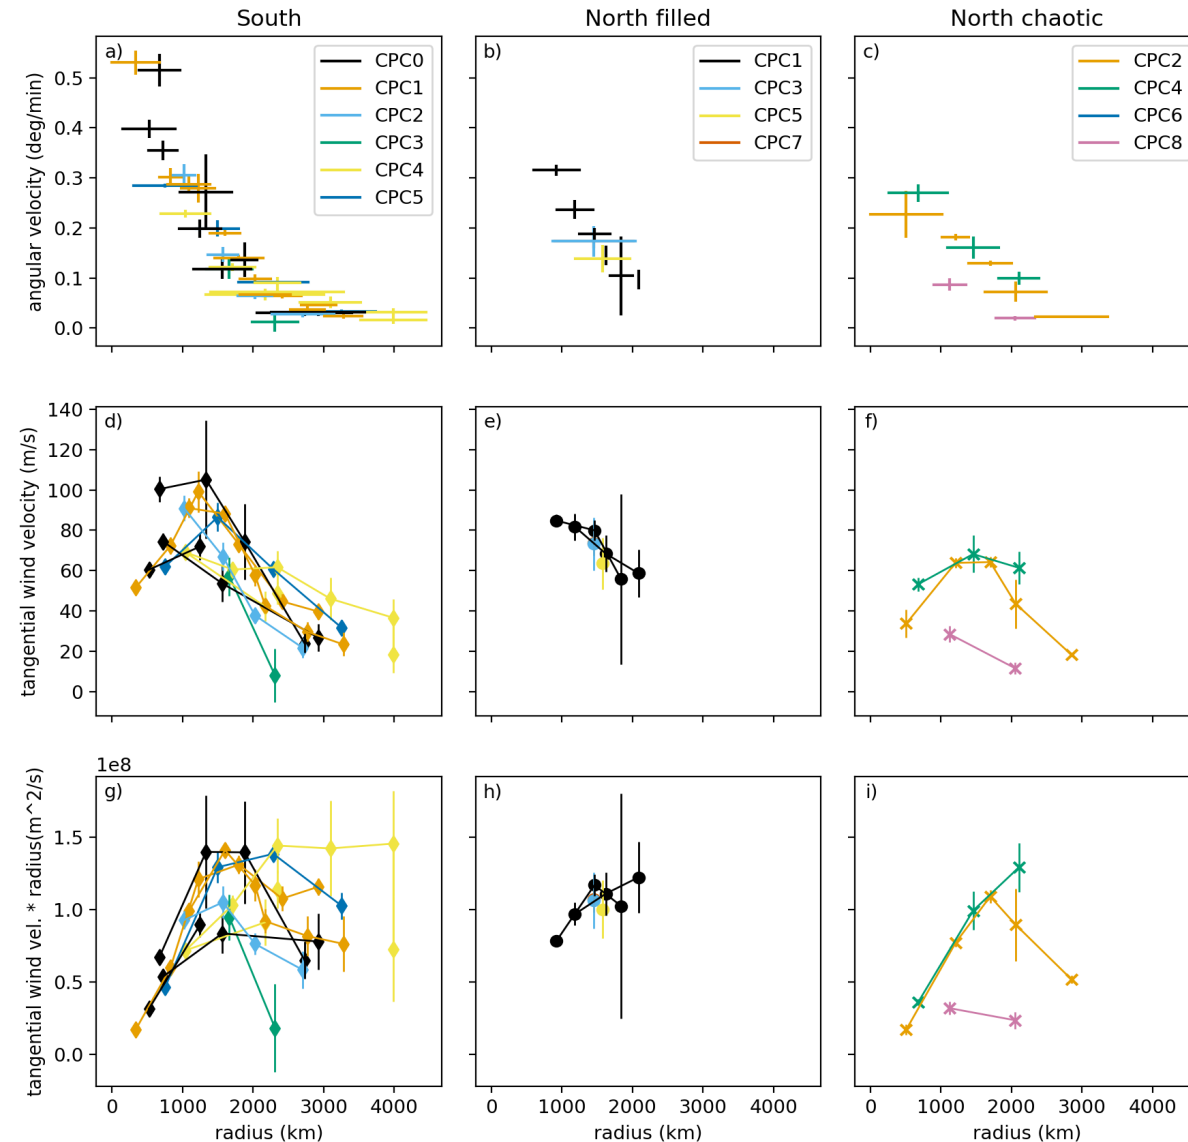 South
North filled
North chaotic
a)
b)
c)
CPC0
CPC1
CPC2
CPC3
CPC4
CPC5
CPC1
CPC3
CPC5
CPC7
CPC2
CPC4
CPC6
CPC8
angular velocity (deg/min)
0.5
0.4
0.3
0.2
0.1
0.0
d)
e)
f)
tangential wind velocity (m/s)
140
120
100
80
60
40
20
0
1e8
g)
h)
i)
tangential wind vel. * radius(m^2/s)
1.5
1.0
0.5
0.0
0 1000 2000 3000 4000
0 1000 2000 3000 4000
0 1000 2000 3000 4000
radius (km)
radius (km)
radius (km)